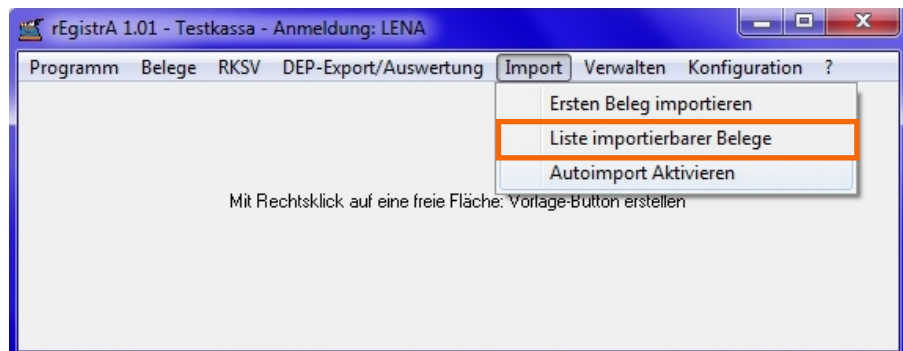 rEgistrA 1.01 - Testkassa - Anmeldung: LENA
Programm Belege RKSV DEP-Export/Auswertung Import Verwalten Konfiguration ?
Ersten Beleg importieren
Liste importierbarer Belege
Autoimport Aktivieren
Mit Rechtsklick auf eine freie Fläche: Vorlage-Button erstellen